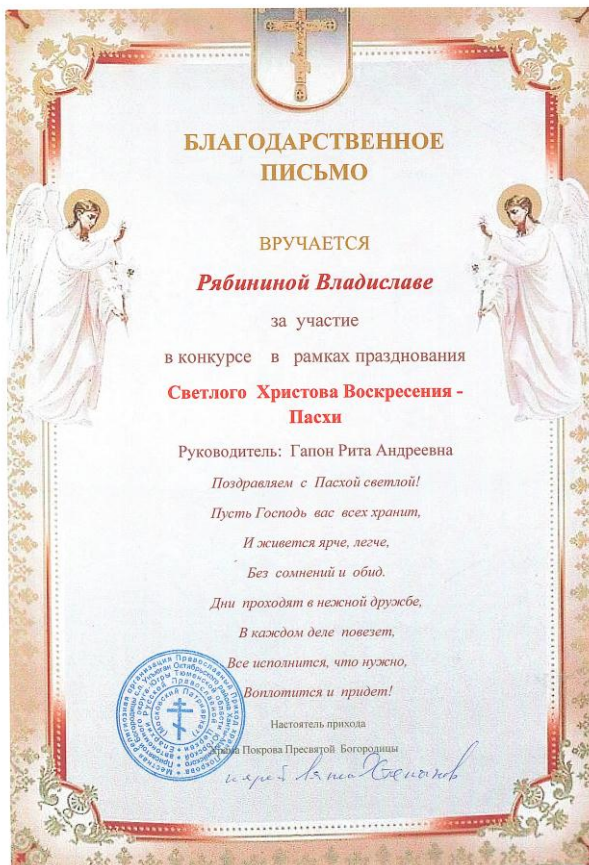 БЛАГОДАРСТВЕННОЕ
ПИСЬМО
ВРУЧАЕТСЯ
Рябининой Владиславе
за участие
в конкурсе в рамках празднования
Светлого Христова Воскресения -
Пасхи
Руководитель: Гапон Рита Андреевна
Поздравляем с Пасхой светлой!
Пусть Господь вас всех хранит,
И живется ярче, легче,
Без сомнений и обид.
Дни проходят в нежной дружбе,
В каждом деле повезет,
Все исполнится, что нужно,
Воплотится и придет!
Настоятель прихода
Храма Покрова Пресвятой Богородицы